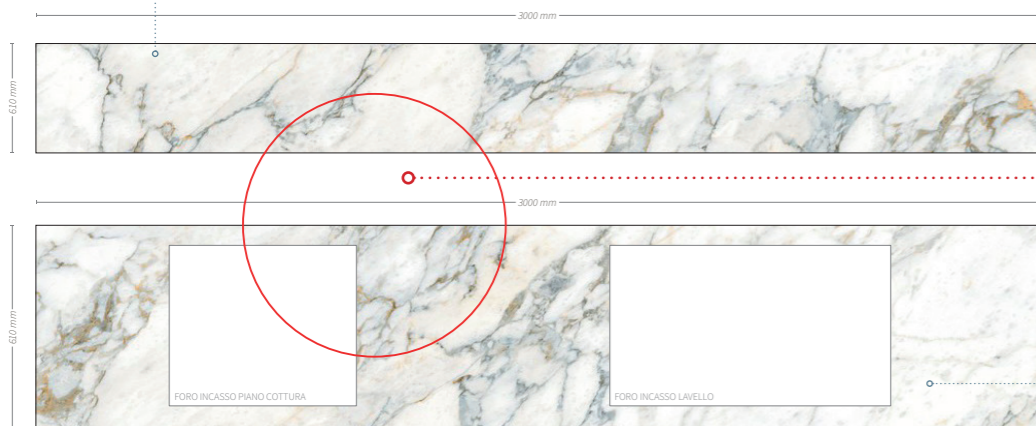 3000 mm
610 mm
3000 mm
610 mm
FORO INCASSO PIANO COTTURA
FORO INCASSO LAVELLO